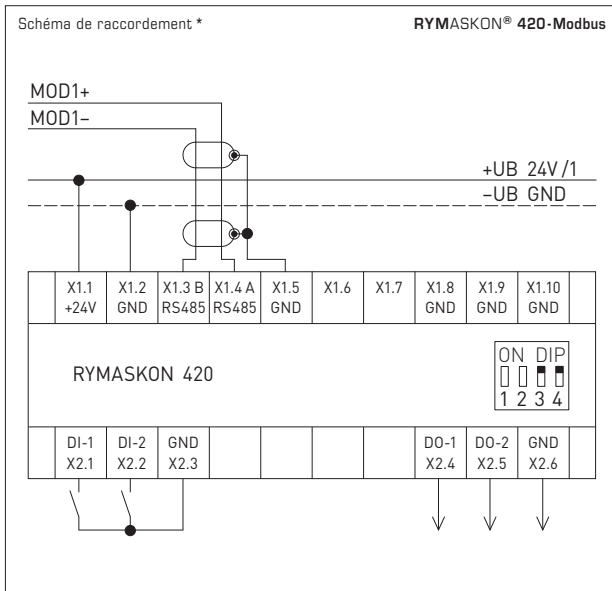 Schéma de raccordement *
RYMASKON® 420-Modbus
MOD1+
MOD1–
+UB 24V/1
–UB GND
X1.1 X1.2 X1.3 B X1.4 A X1.5 X1.6 X1.7 X1.8 X1.9 X1.10
+24V GND RS485 RS485 GND GND GND GND
ON DIP
RYMASKON 420
1 2 3 4
DI-1 DI-2 GND DO-1 DO-2 GND
X2.1 X2.2 X2.3 X2.4 X2.5 X2.6